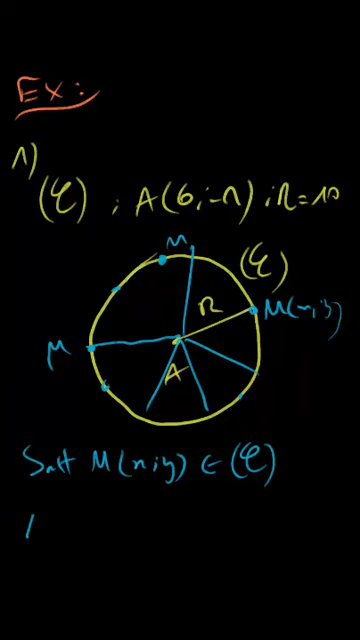 Ex:
1)
(C) ; A(6;-1) ; R=10
M
(C)
R
M(x;y)
M
A
Soit M(x;y) ∈ (C)